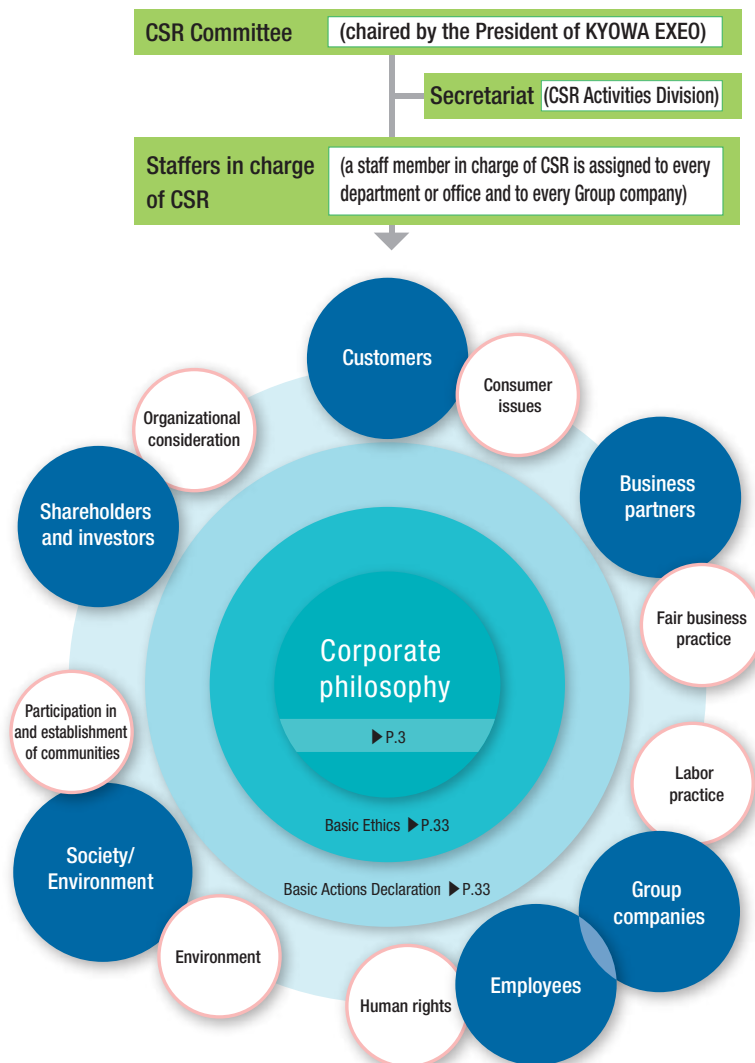 CSR Committee (chaired by the President of KYOWA EXEO)
Secretariat (CSR Activities Division)
Staffers in charge
of CSR
(a staff member in charge of CSR is assigned to every
department or office and to every Group company)
Customers
Consumer
issues
Organizational
consideration
Business
partners
Shareholders
and investors
Fair business
practice
Corporate
philosophy
▶P.3
Participation in
and establishment
of communities
Labor
practice
Basic Ethics ▶P.33
Society/
Environment
Basic Actions Declaration ▶P.33
Group
companies
Environment
Employees
Human rights